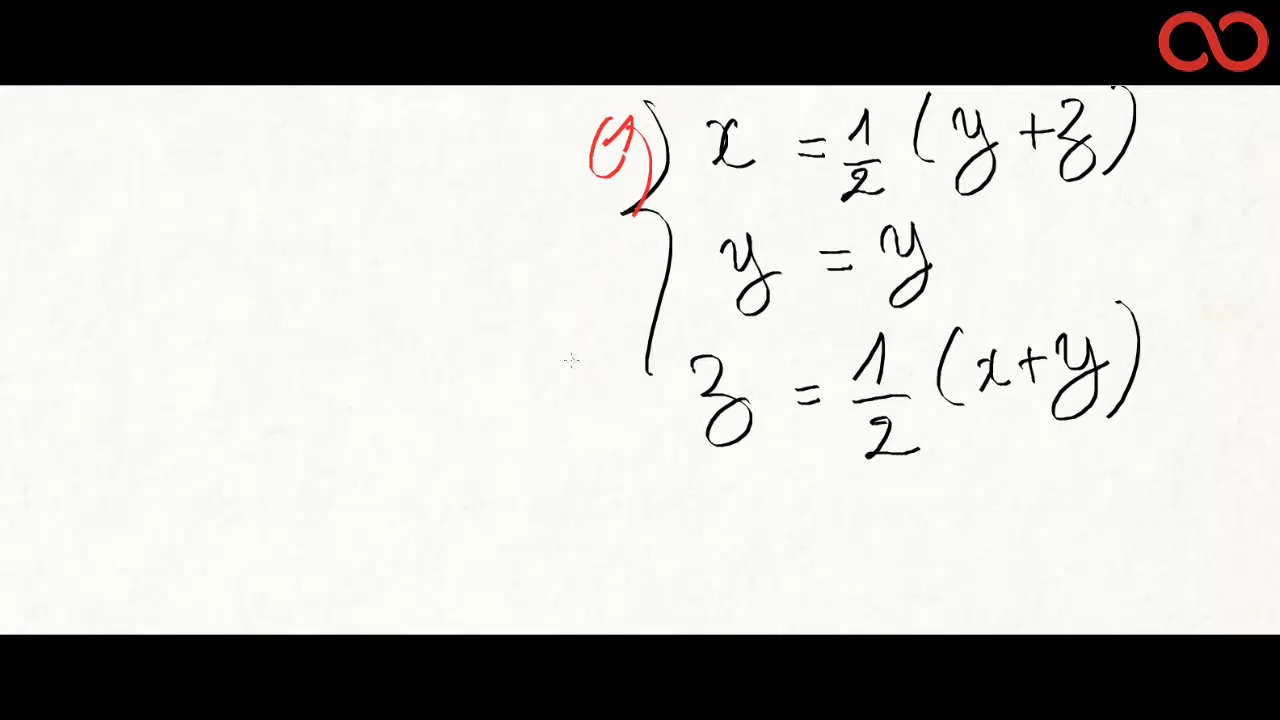 (1) x = 1/2 (y + z)
y = y
z = 1/2 (x + y)